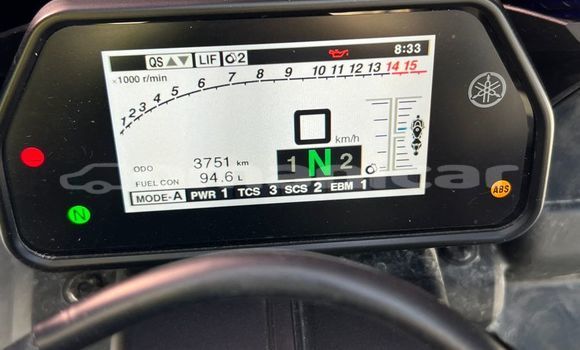 QS LIF 2 8:33
×1000 r/min
1 2 3 4 5 6 7 8 9 10 11 12 13 14 15
0 km/h
ODO 3751 km
FUEL CON 94.6 L
1 N 2
MODE-A PWR 1 TCS 3 SCS 2 EBM 1
N
ABS